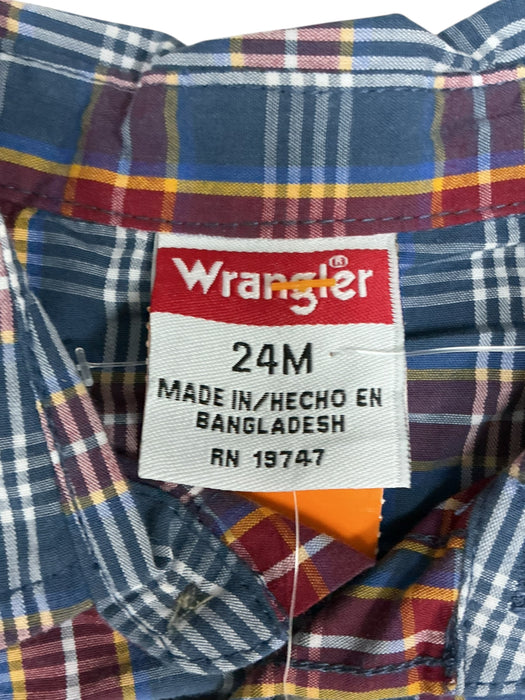 Wrangler®
24M
MADE IN/HECHO EN
BANGLADESH
RN 19747